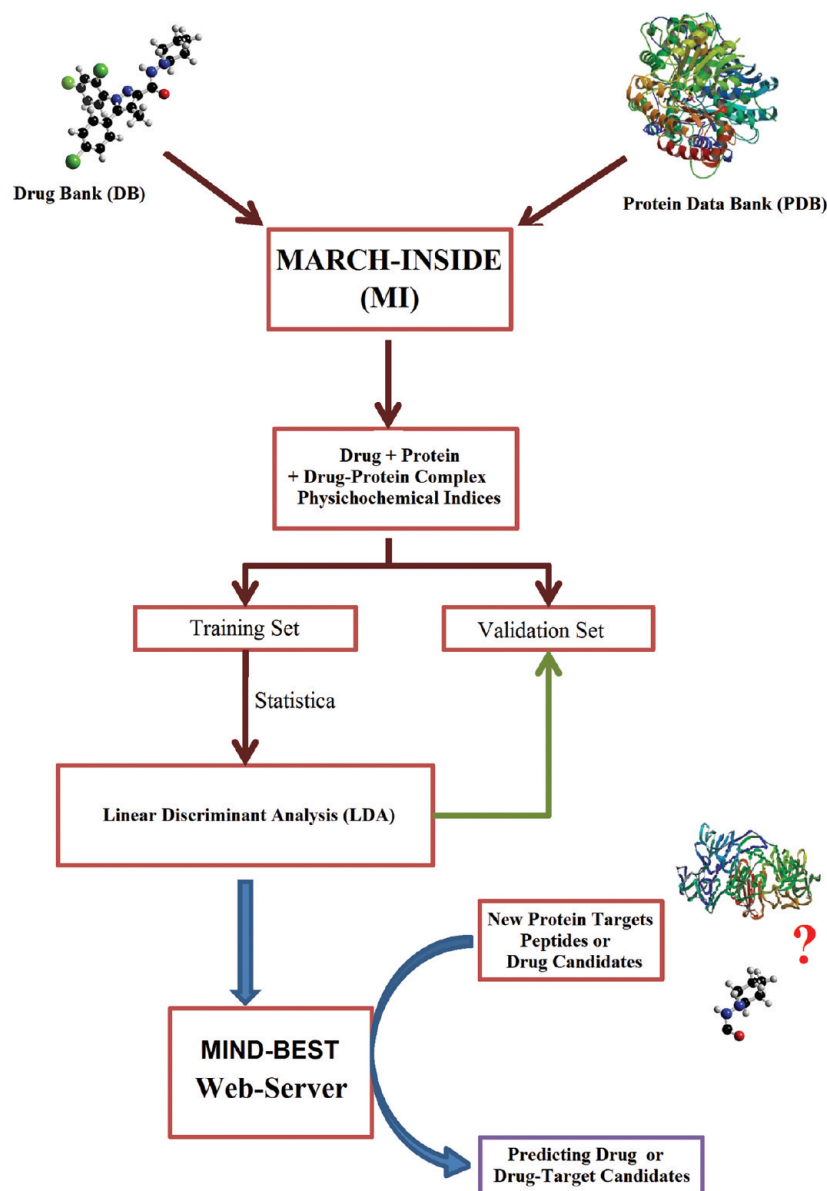 Drug Bank (DB)
Protein Data Bank (PDB)
MARCH-INSIDE
(MI)
Drug + Protein
+ Drug-Protein Complex
Physichochemical Indices
Training Set
Validation Set
Statistica
Linear Discriminant Analysis (LDA)
New Protein Targets
Peptides or
Drug Candidates
?
MIND-BEST
Web-Server
Predicting Drug or
Drug-Target Candidates